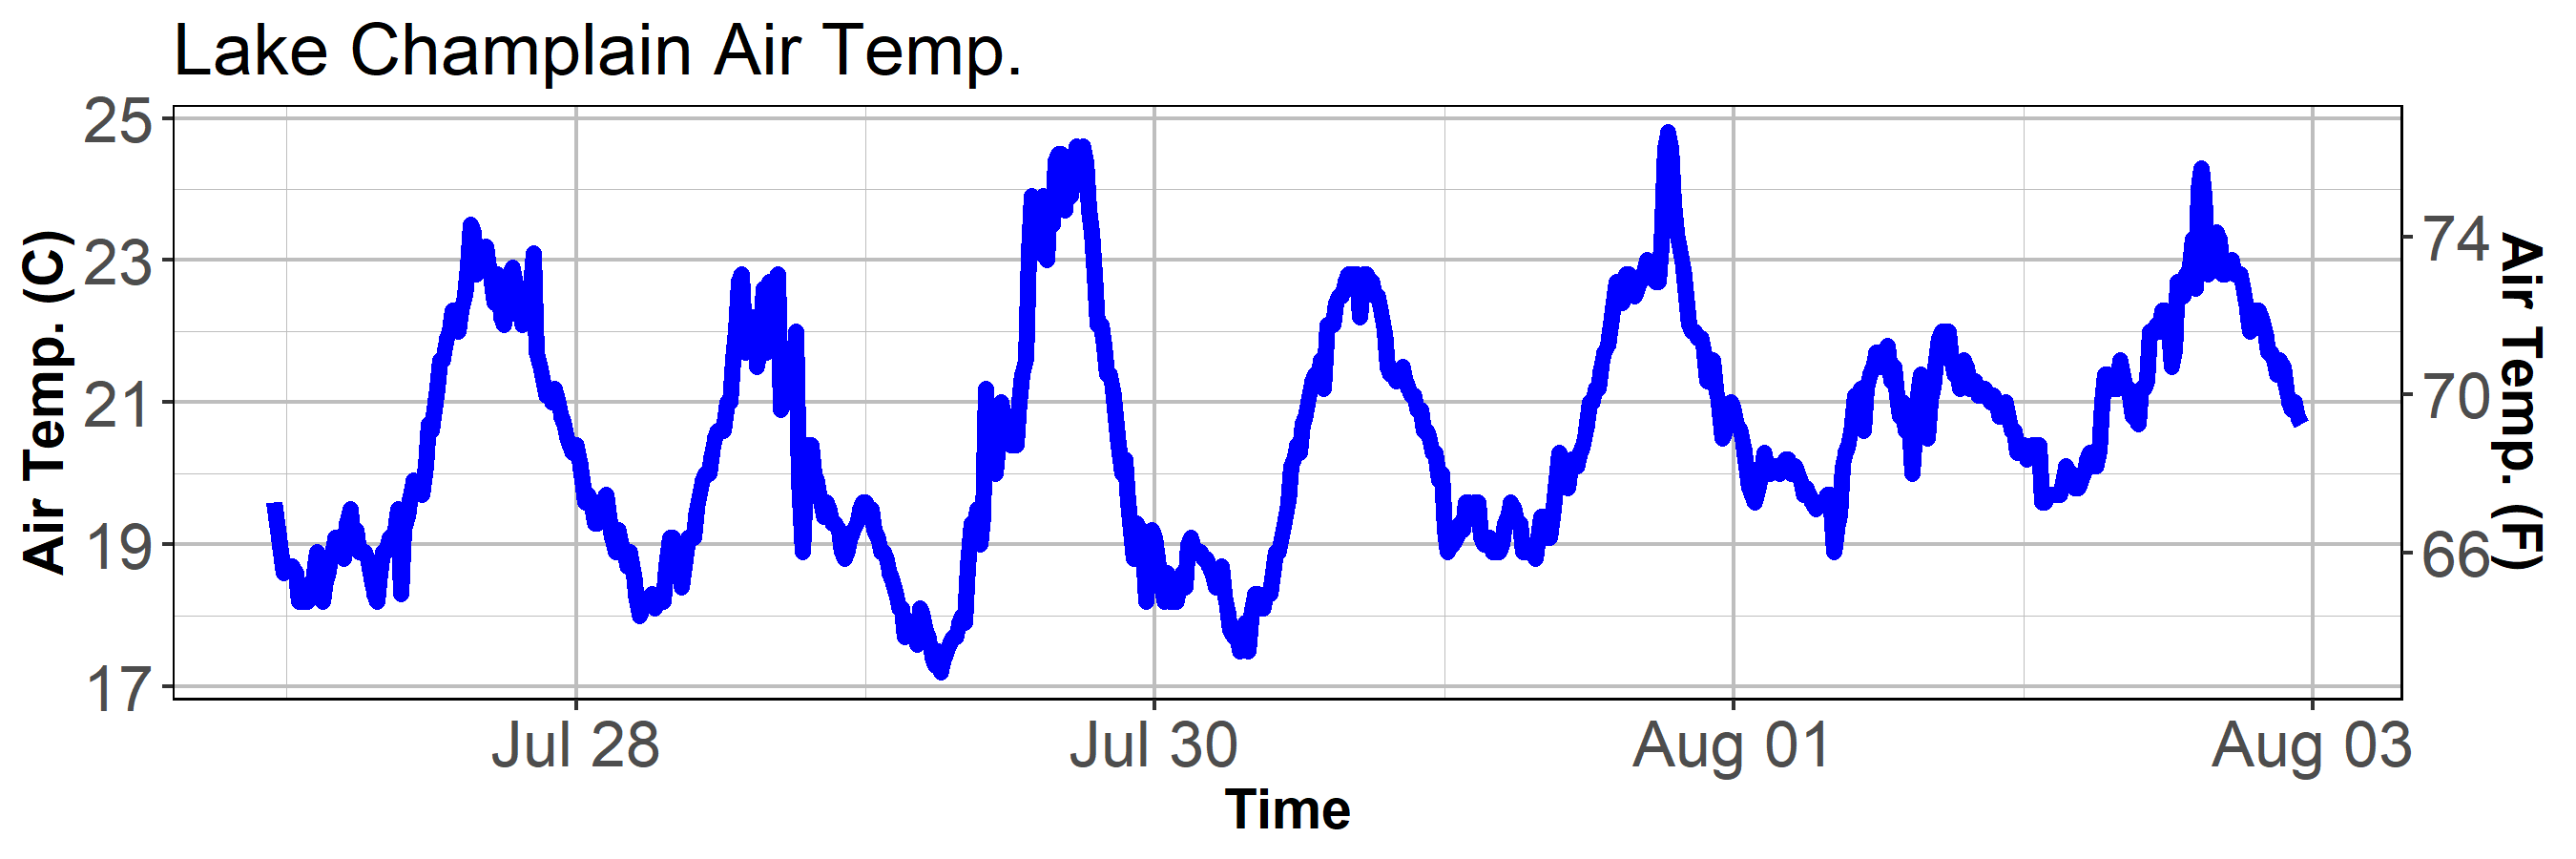 Lake Champlain Air Temp.
25
23
21
19
17
Air Temp. (C)
74
70
66
Air Temp. (F)
Jul 28
Jul 30
Aug 01
Aug 03
Time